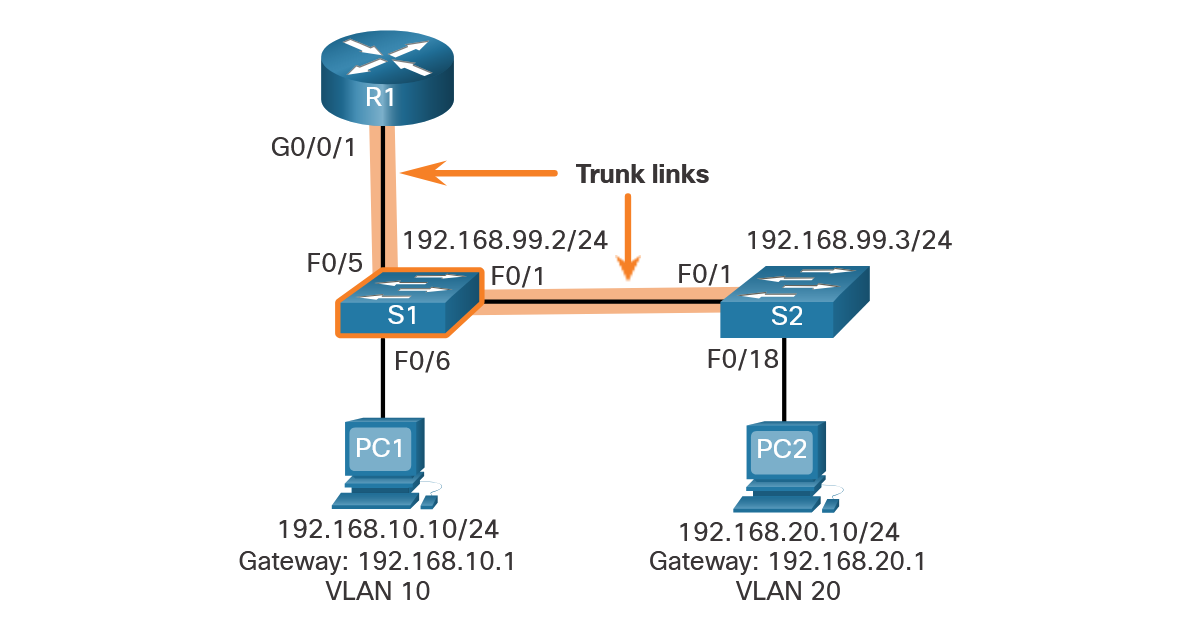 R1
G0/0/1
Trunk links
192.168.99.2/24
192.168.99.3/24
F0/5
F0/1
F0/1
S1
S2
F0/6
F0/18
PC1
PC2
192.168.10.10/24
Gateway: 192.168.10.1
VLAN 10
192.168.20.10/24
Gateway: 192.168.20.1
VLAN 20